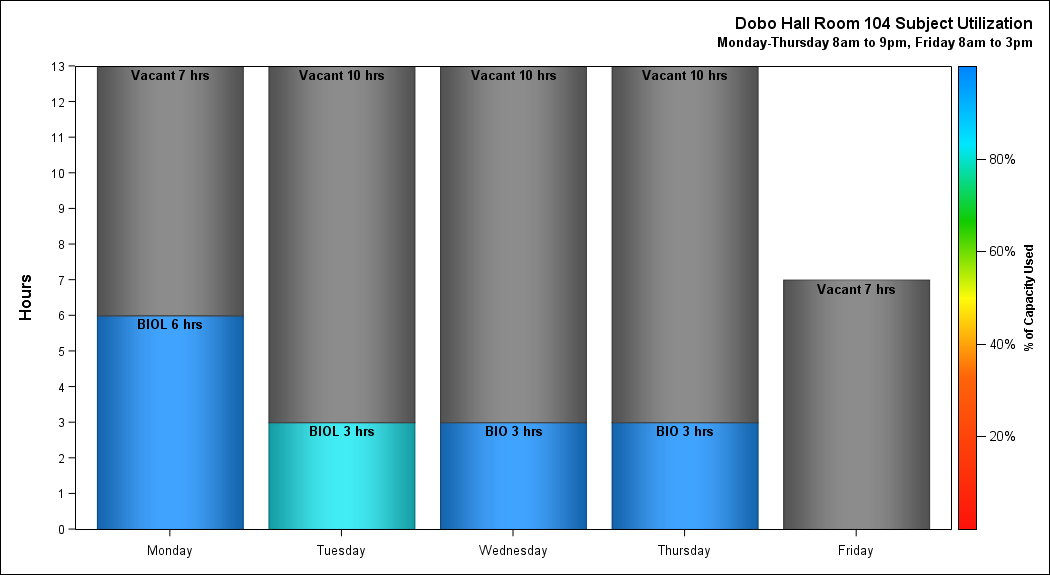 Dobo Hall Room 104 Subject Utilization
Monday-Thursday 8am to 9pm, Friday 8am to 3pm
Hours
13
12
11
10
9
8
7
6
5
4
3
2
1
0
Vacant 7 hrs
BIOL 6 hrs
Vacant 10 hrs
BIOL 3 hrs
Vacant 10 hrs
BIO 3 hrs
Vacant 10 hrs
BIO 3 hrs
Vacant 7 hrs
Monday
Tuesday
Wednesday
Thursday
Friday
80%
60%
40%
20%
% of Capacity Used